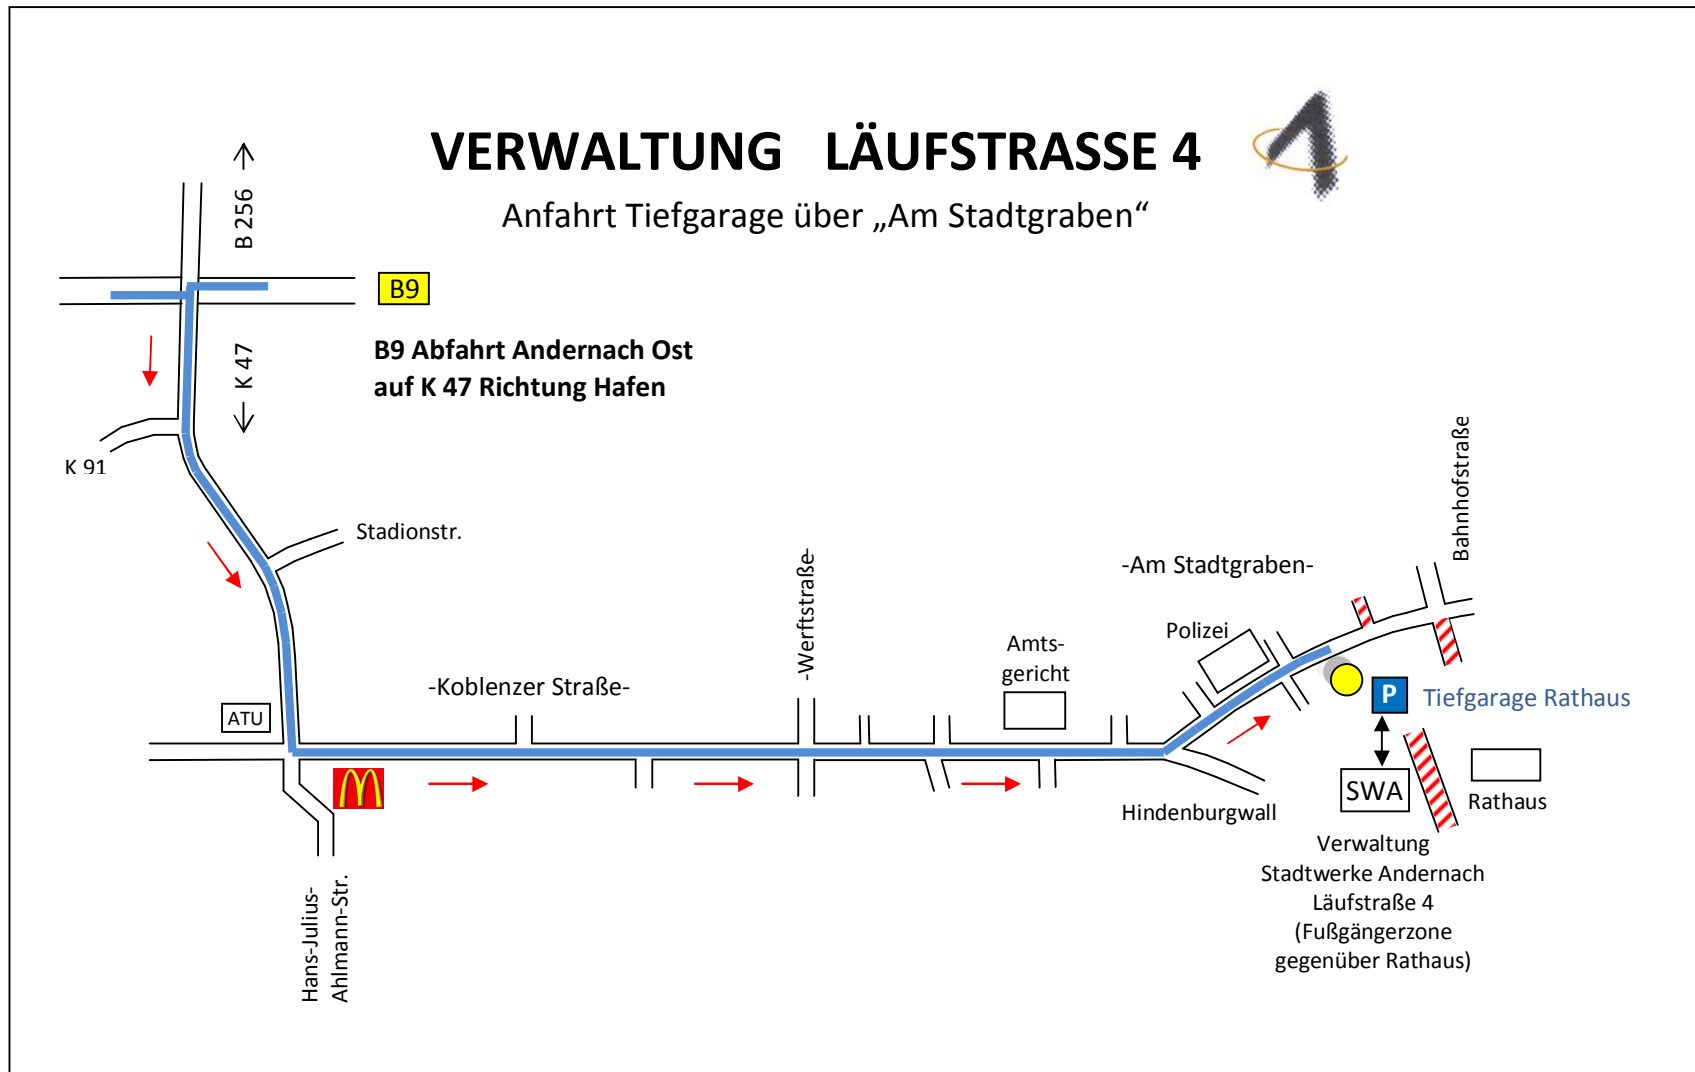 VERWALTUNG LÄUFSTRASSE 4
Anfahrt Tiefgarage über „Am Stadtgraben“
B 256
B9
B9 Abfahrt Andernach Ost
auf K 47 Richtung Hafen
K 47
K 91
Stadionstr.
Bahnhofstraße
-Am Stadtgraben-
-Werftstraße-
Polizei
Amts-
gericht
-Koblenzer Straße-
ATU
P
Tiefgarage Rathaus
SWA
Rathaus
Hindenburgwall
Verwaltung
Stadtwerke Andernach
Läufstraße 4
(Fußgängerzone
gegenüber Rathaus)
Hans-Julius-
Ahlmann-Str.